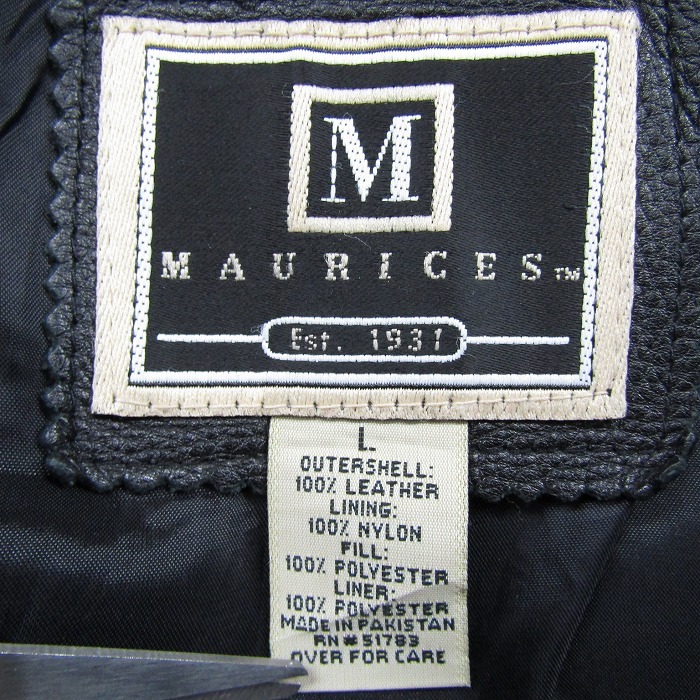 M
MAURICES™
Est. 1931
L
OUTERSHELL:
100% LEATHER
LINING:
100% NYLON
FILL:
100% POLYESTER
LINER:
100% POLYESTER
MADE IN PAKISTAN
RN#51783
OVER FOR CARE